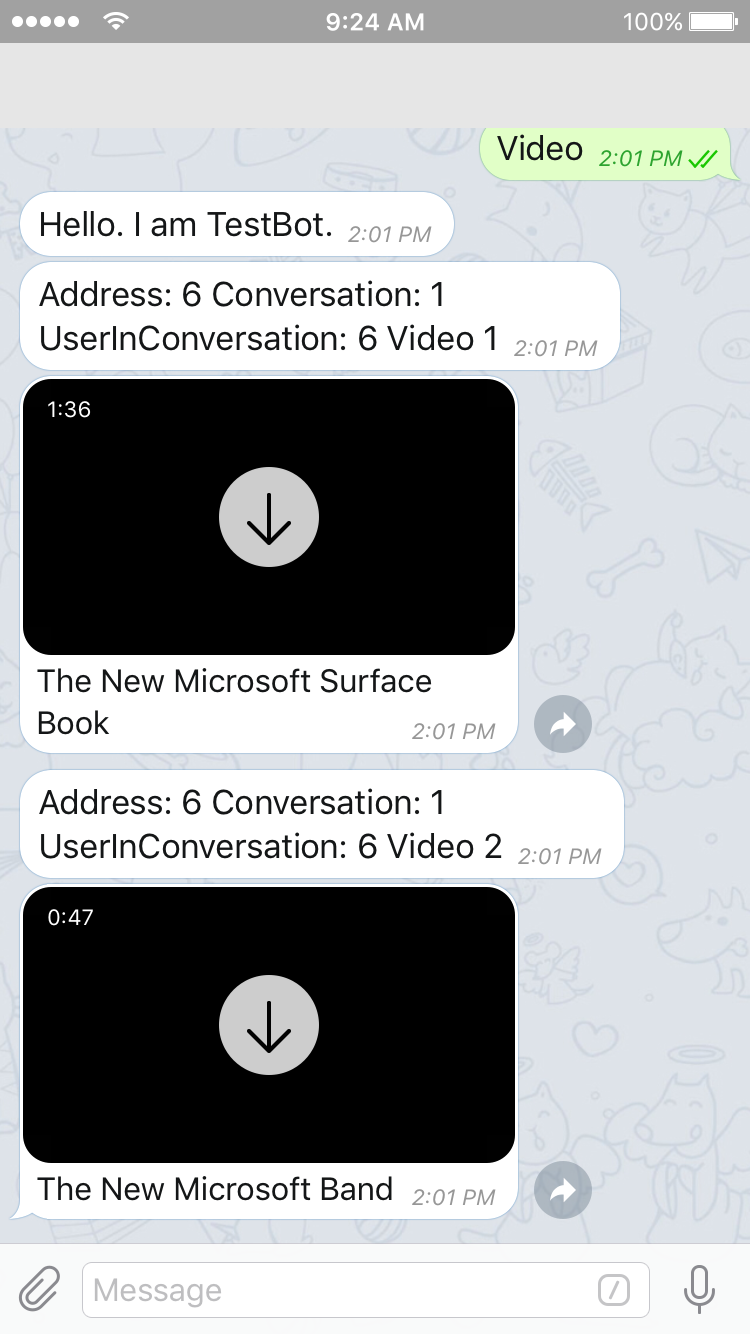 9:24 AM 100%
Video 2:01 PM
Hello. I am TestBot. 2:01 PM
Address: 6 Conversation: 1
UserInConversation: 6 Video 1 2:01 PM
1:36
The New Microsoft Surface
Book 2:01 PM
Address: 6 Conversation: 1
UserInConversation: 6 Video 2 2:01 PM
0:47
The New Microsoft Band 2:01 PM
Message /